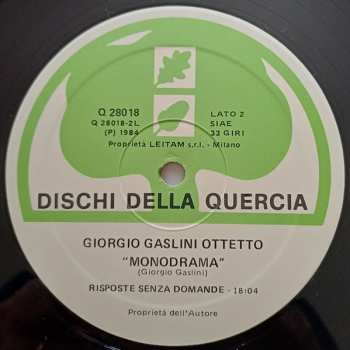 Q 28018 LATO 2
Q 28018-2L SIAE
(P) 1984 33 GIRI
Proprietà LEITAM s.r.l. - Milano
DISCHI DELLA QUERCIA
GIORGIO GASLINI OTTETTO
"MONODRAMA"
(Giorgio Gaslini)
RISPOSTE SENZA DOMANDE - 18:04
Proprietà dell'Autore